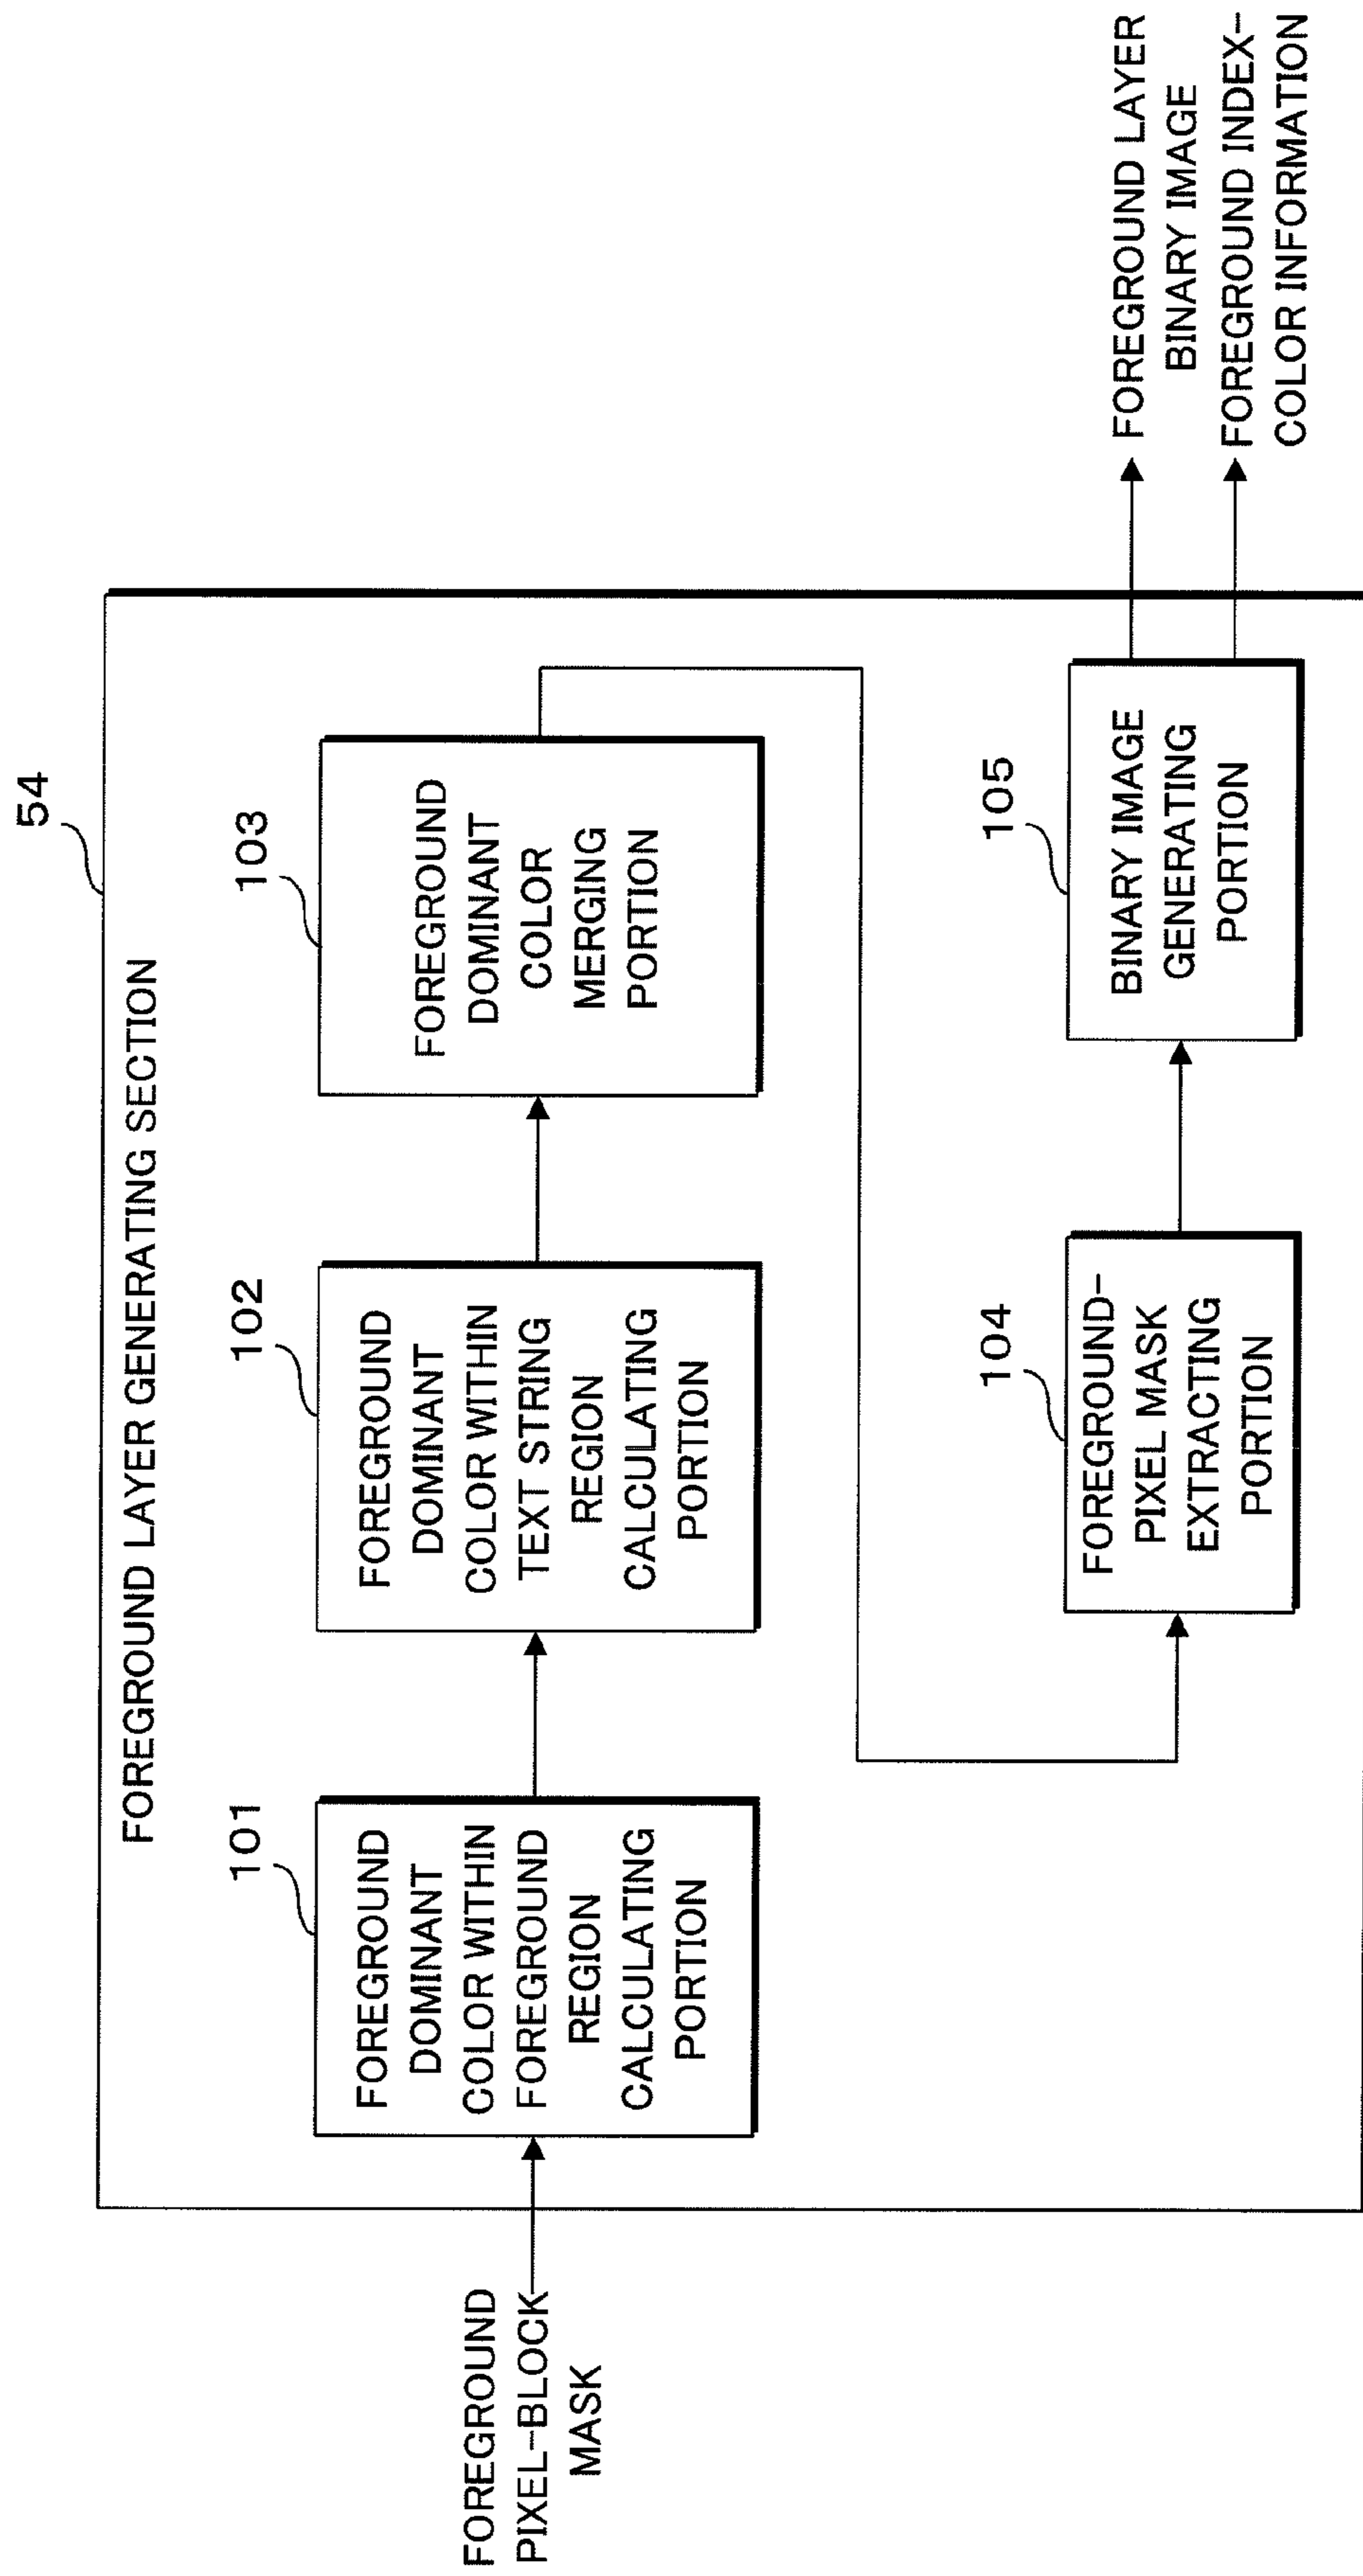 54
FOREGROUND LAYER GENERATING SECTION
FOREGROUND
PIXEL-BLOCK
MASK
101
FOREGROUND
DOMINANT
COLOR WITHIN
FOREGROUND
REGION
CALCULATING
PORTION
102
FOREGROUND
DOMINANT
COLOR WITHIN
TEXT STRING
REGION
CALCULATING
PORTION
103
FOREGROUND
DOMINANT
COLOR
MERGING
PORTION
104
FOREGROUND-
PIXEL MASK
EXTRACTING
PORTION
105
BINARY IMAGE
GENERATING
PORTION
FOREGROUND LAYER
BINARY IMAGE
FOREGROUND INDEX-
COLOR INFORMATION